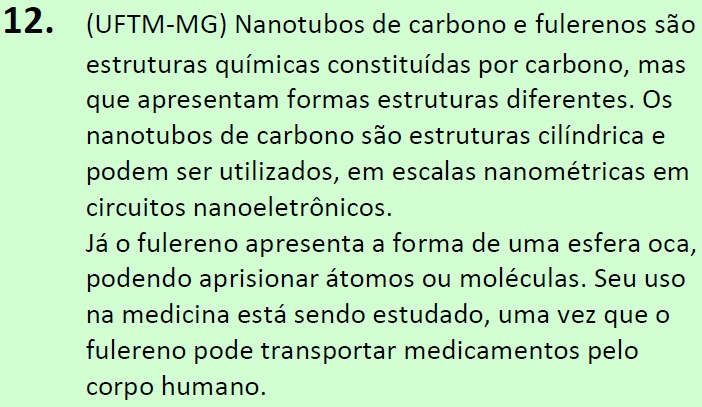 12. (UFTM-MG) Nanotubos de carbono e fulerenos são
estruturas químicas constituídas por carbono, mas
que apresentam formas estruturas diferentes. Os
nanotubos de carbono são estruturas cilíndrica e
podem ser utilizados, em escalas nanométricas em
circuitos nanoeletrônicos.
Já o fulereno apresenta a forma de uma esfera oca,
podendo aprisionar átomos ou moléculas. Seu uso
na medicina está sendo estudado, uma vez que o
fulereno pode transportar medicamentos pelo
corpo humano.